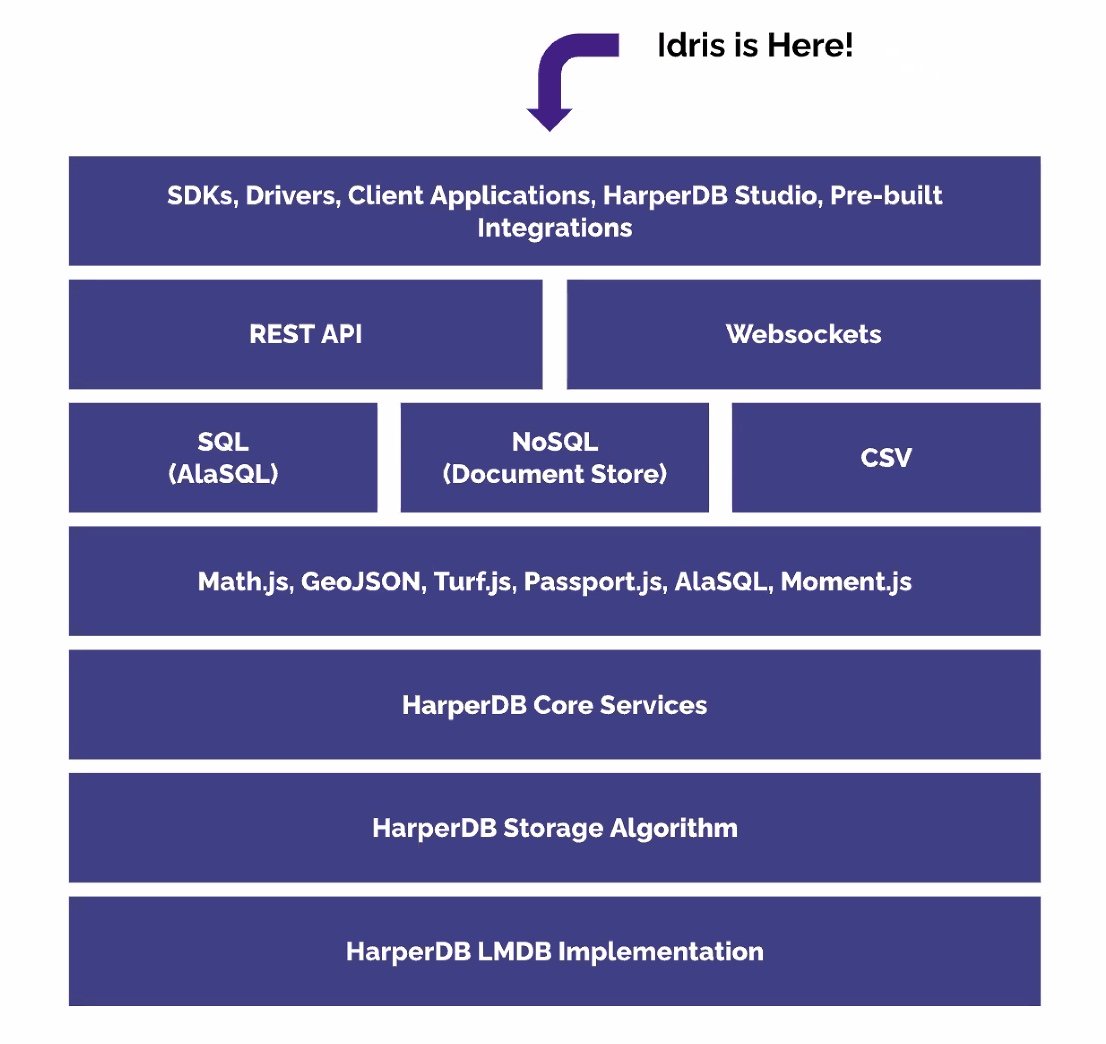 Idris is Here!
SDKs, Drivers, Client Applications, HarperDB Studio, Pre-built
Integrations
REST API
Websockets
SQL
(AlaSQL)
NoSQL
(Document Store)
CSV
Math.js, GeoJSON, Turf.js, Passport.js, AlaSQL, Moment.js
HarperDB Core Services
HarperDB Storage Algorithm
HarperDB LMDB Implementation